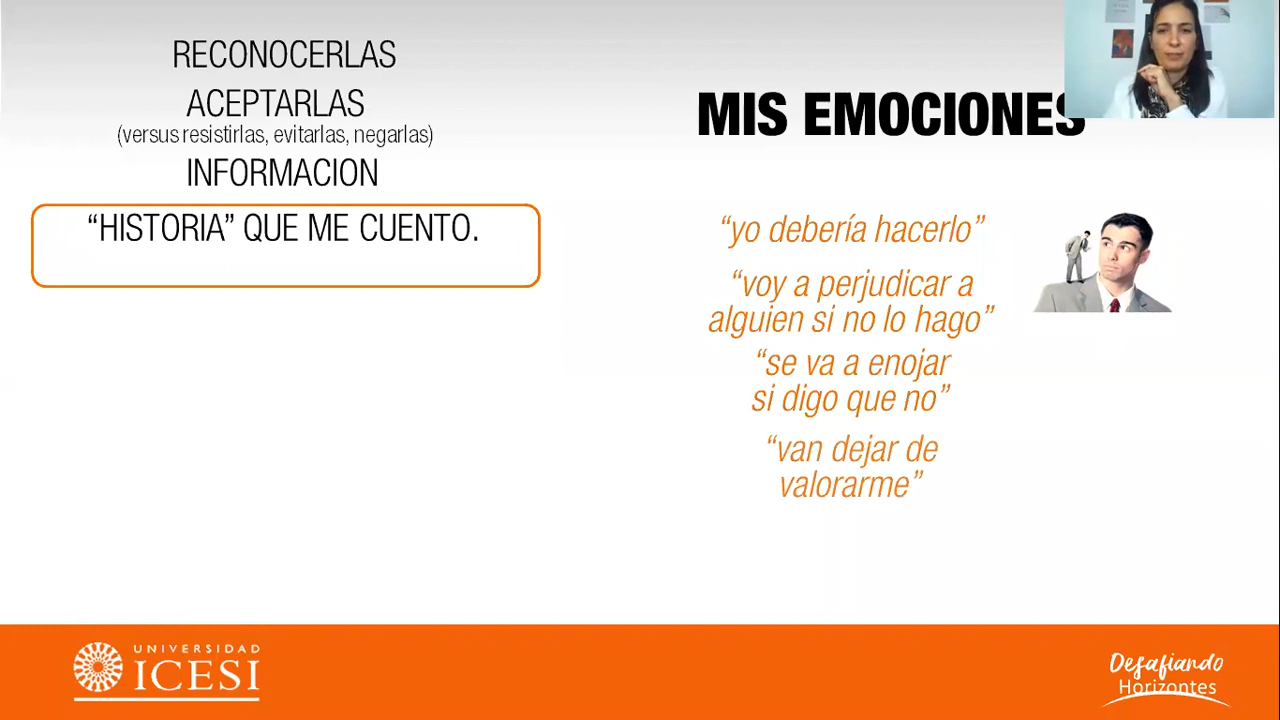 RECONOCERLAS
ACEPTARLAS
(versus resistirlas, evitarlas, negarlas)
INFORMACION
“HISTORIA” QUE ME CUENTO.
MIS EMOCIONES
“yo debería hacerlo”
“voy a perjudicar a
alguien si no lo hago”
“se va a enojar
si digo que no”
“van dejar de
valorarme”
UNIVERSIDAD
ICESI
Desafiando
Horizontes